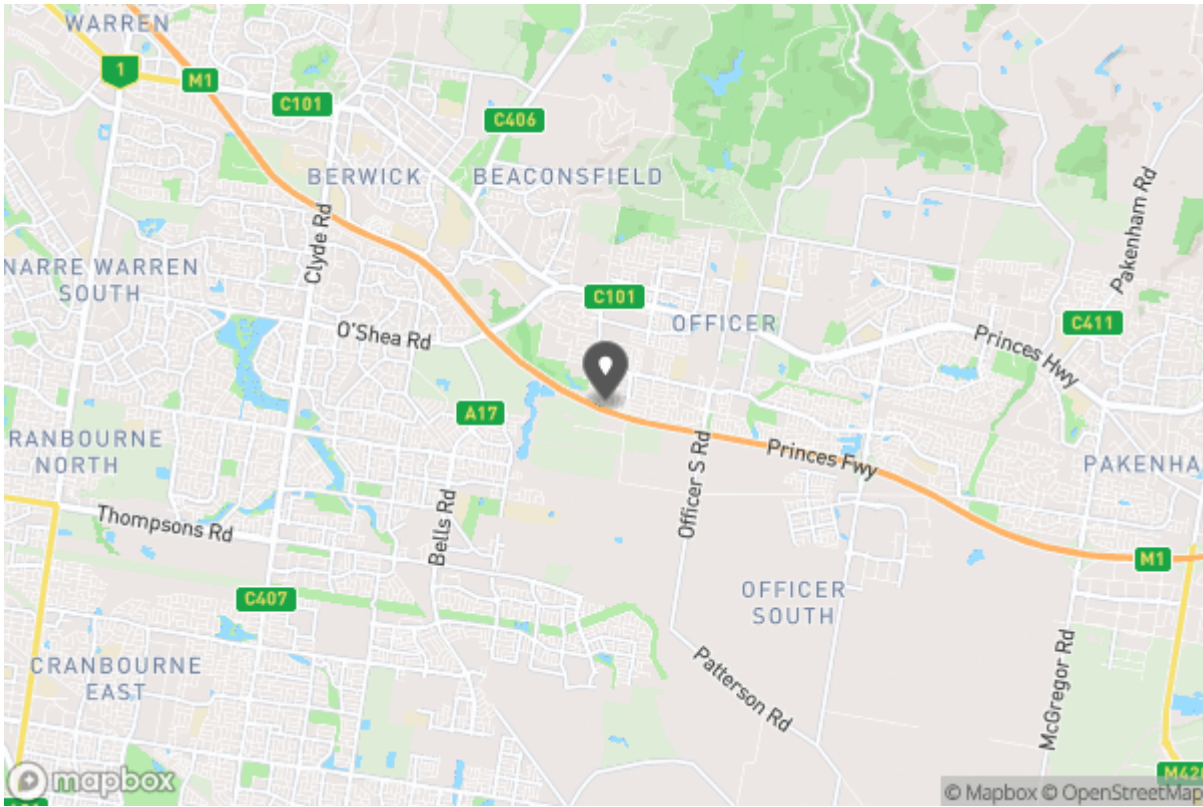 WARREN
1
M1
C101
C406
BERWICK
BEACONSFIELD
Clyde Rd
Pakenham Rd
NARRE WARREN
SOUTH
C101
OFFICER
C411
O'Shea Rd
Princes Hwy
A17
RANBOURNE
NORTH
Princes Fwy
PAKENHA
Officer S Rd
Bells Rd
Thompsons Rd
M1
C407
OFFICER
SOUTH
CRANBOURNE
EAST
Patterson Rd
McGregor Rd
M420
mapbox
© Mapbox © OpenStreetMap